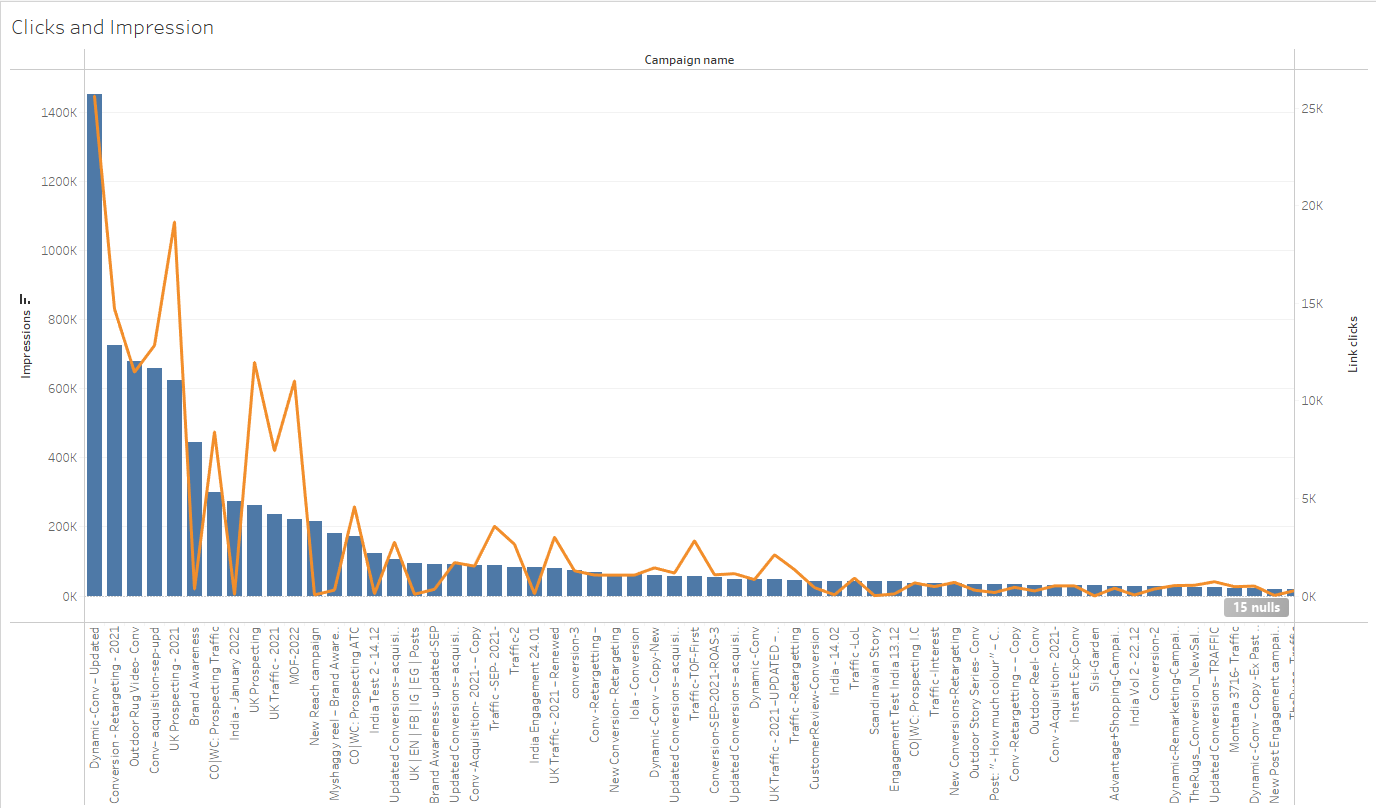 Clicks and Impression
Campaign name
Impressions
1400K
1200K
1000K
800K
600K
400K
200K
0K
Link clicks
25K
20K
15K
10K
5K
0K
15 nulls
Dynamic-Conv – Updated
Conversion - Retargeting - 2021
Outdoor Rug Video- Conv
Conv– acquisition-sep-upd
UK Prospecting - 2021
Brand Awareness
CO|WC: Prospecting Traffic
India - January 2022
UK Prospecting
UK Traffic - 2021
MOF-2022
New Reach campaign
Myshaggy reel – Brand Aware..
CO|WC: Prospecting ATC
India Test 2 - 14.12
Updated Conversions– acquisi..
UK | EN | FB | IG | EG | Posts
Brand Awareness- updated-SEP
Updated Conversions– acquisi..
Conv -Acquisition- 2021-– Copy
Traffic -SEP- 2021-
Traffic-2
India Engagement 24.01
UK Traffic - 2021 – Renewed
conversion-3
Conv -Retargetting –
New Conversion- Retargeting
Iola - Conversion
Dynamic -Conv – Copy-New
Updated Conversions– acquisi..
Traffic-TOF-First
Conversion-SEP-2021-ROAS-3
Updated Conversions– acquisi..
Dynamic -Conv
UK Traffic - 2021 –UPDATED – ..
Traffic -Retargeting
CustomerReview-Conversion
India - 14.02
Traffic-LoL
Scandinavian Story
Engagement Test India 13.12
CO|WC: Prospecting I.C
Traffic -Interest
New Conversions-Retargeting
Outdoor Story Series- Conv
Post: "- How much colour" – C..
Conv -Retargetting – – Copy
Outdoor Reel- Conv
Conv -Acquisition- 2021-
Instant Exp-Conv
Sisi-Garden
Advantage+Shopping-Campai..
India Vol 2 - 22.12
Conversion-2
Dynamic-Remarketing-Campai..
TheRugs_Conversion_NewSal..
Updated Conversions– TRAFFIC
Montana 3716- Traffic
Dynamic -Conv – Copy-Ex Past ..
New Post Engagement campai..